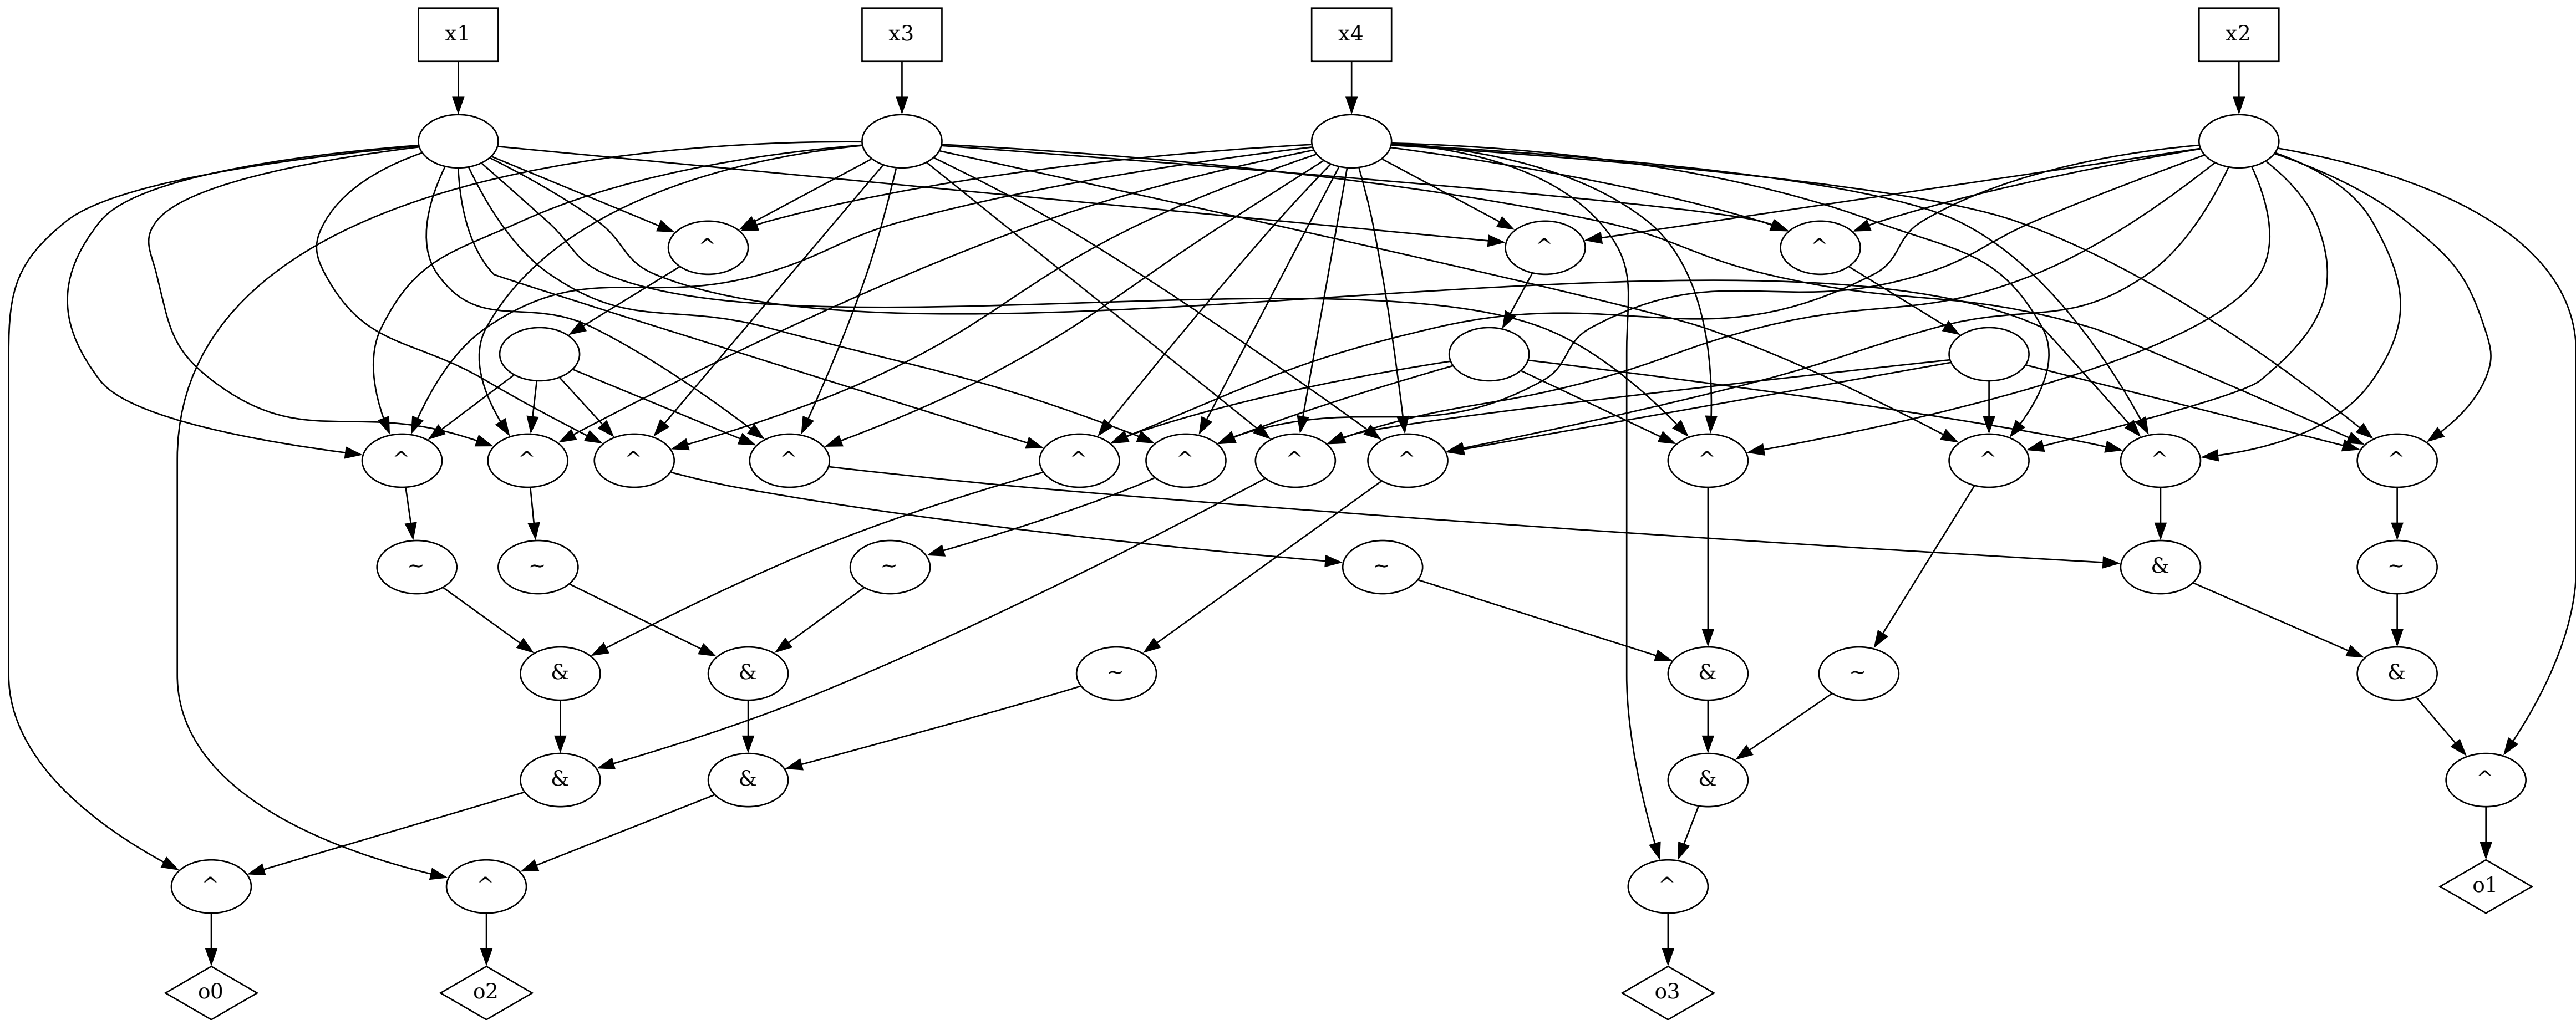 x1 x3 x4 x2
^ ^ ^
^ ^ ^ ^ ^ ^ ^ ^ ^ ^ ^ ^
~ ~ ~ ~ & ~
& & ~ & ~ &
& & & ^
^ ^ ^ o1
o0 o2 o3